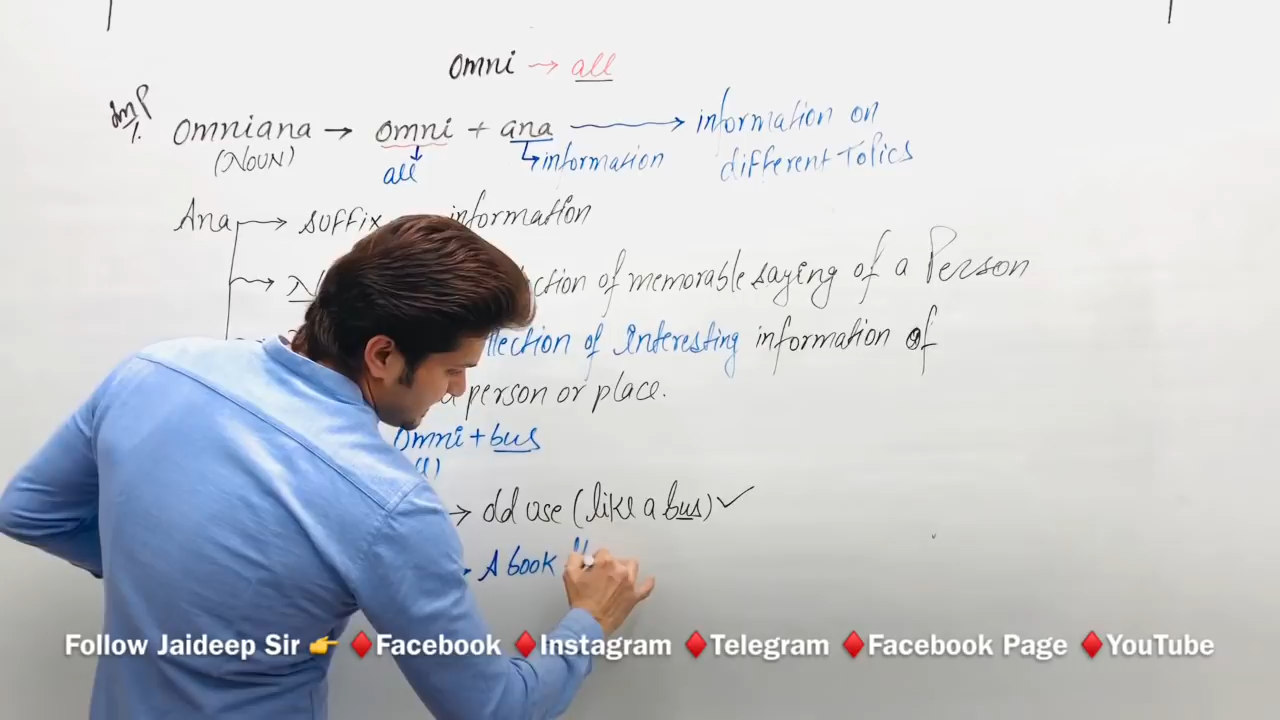 omni → all
Imp
Omniana → omni + ana → information on
(NOUN) all information different Topics
Ana → suffix information
ction of memorable saying of a Person
llection of interesting information of
a person or place.
Omni + bus
→ old use (like a bus) ✓
A book
Follow Jaideep Sir 👉 ♦Facebook ♦Instagram ♦Telegram ♦Facebook Page ♦YouTube